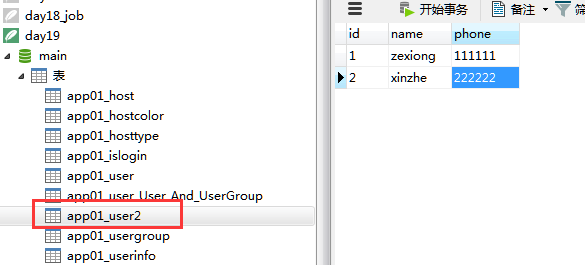 day18_job
day19
main
表
app01_host
app01_hostcolor
app01_hosttype
app01_islogin
app01_user
app01_user_User_And_UserGroup
app01_user2
app01_usergroup
app01_userinfo
开始事务 备注 筛
id name phone
1 zexiong 111111
2 xinzhe 222222